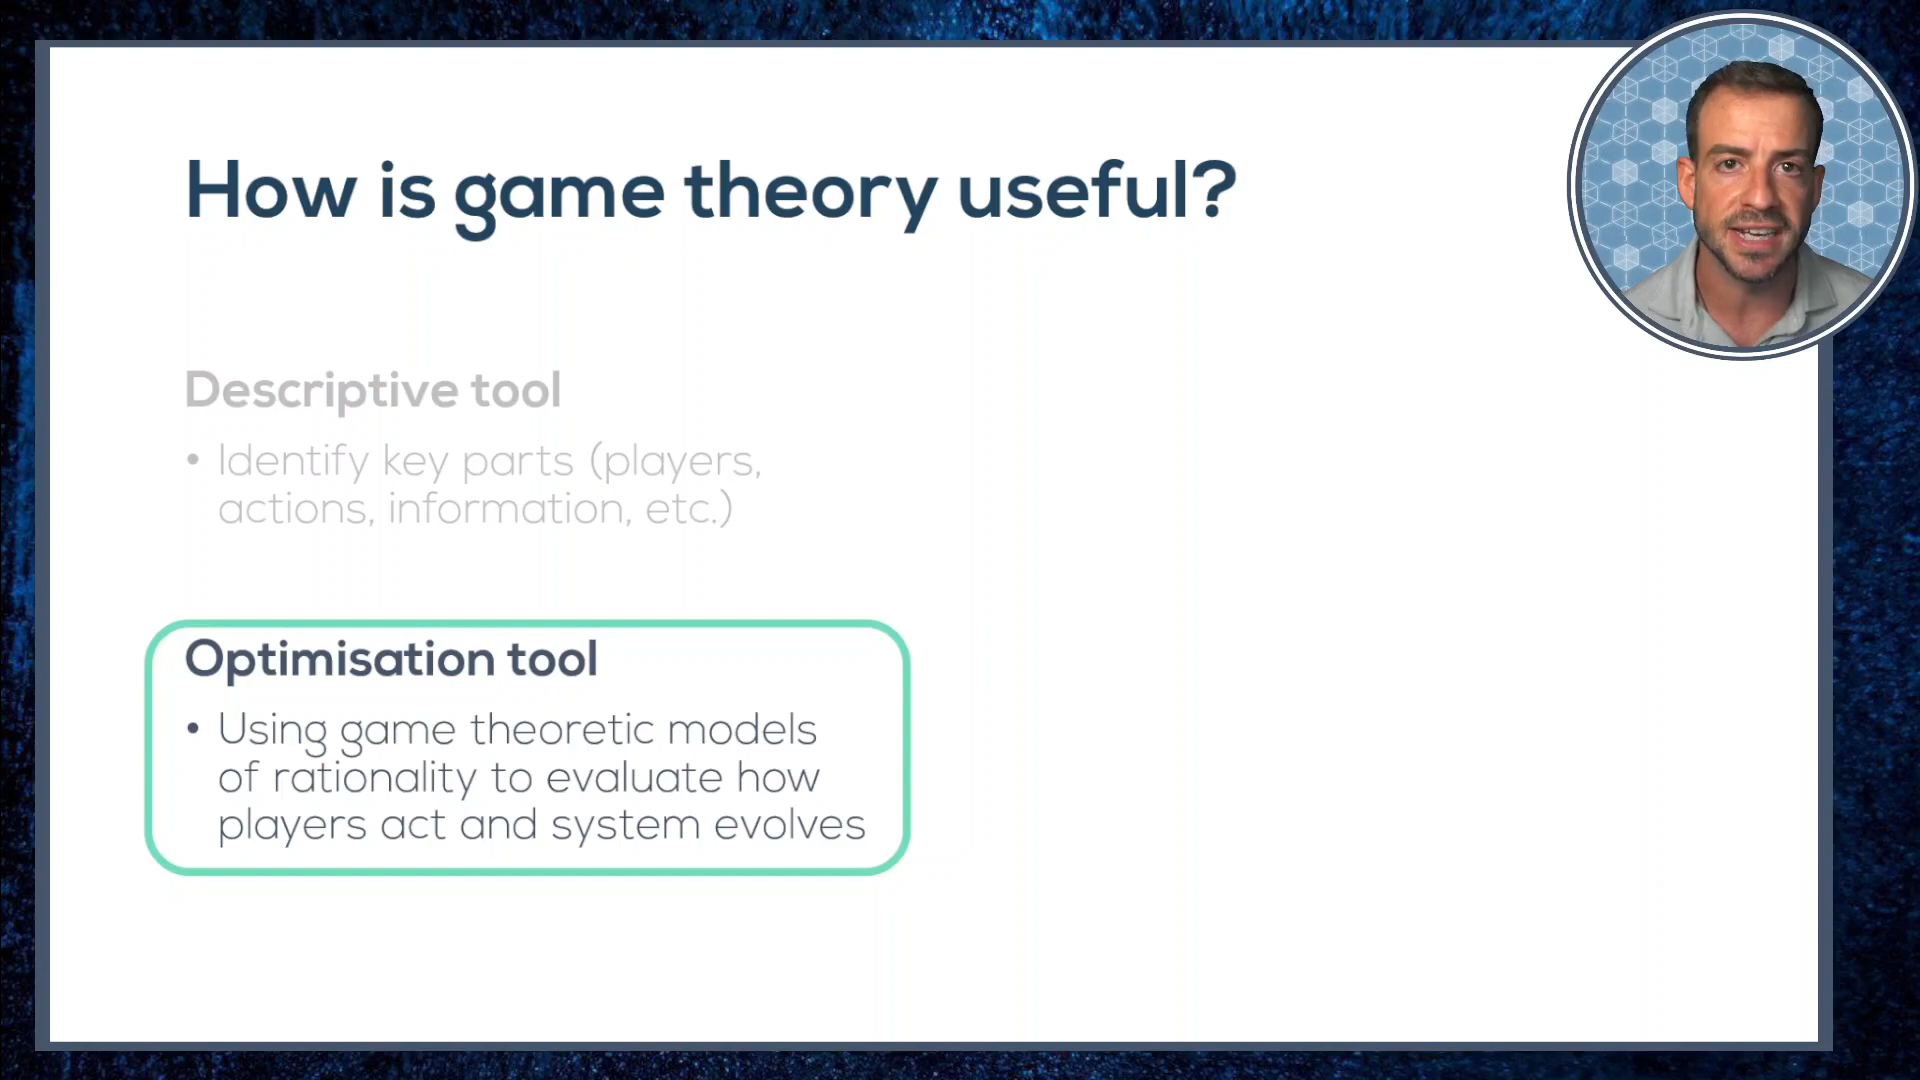 How is game theory useful?
Descriptive tool
• Identify key parts (players,
actions, information, etc.)
Optimisation tool
• Using game theoretic models
of rationality to evaluate how
players act and system evolves